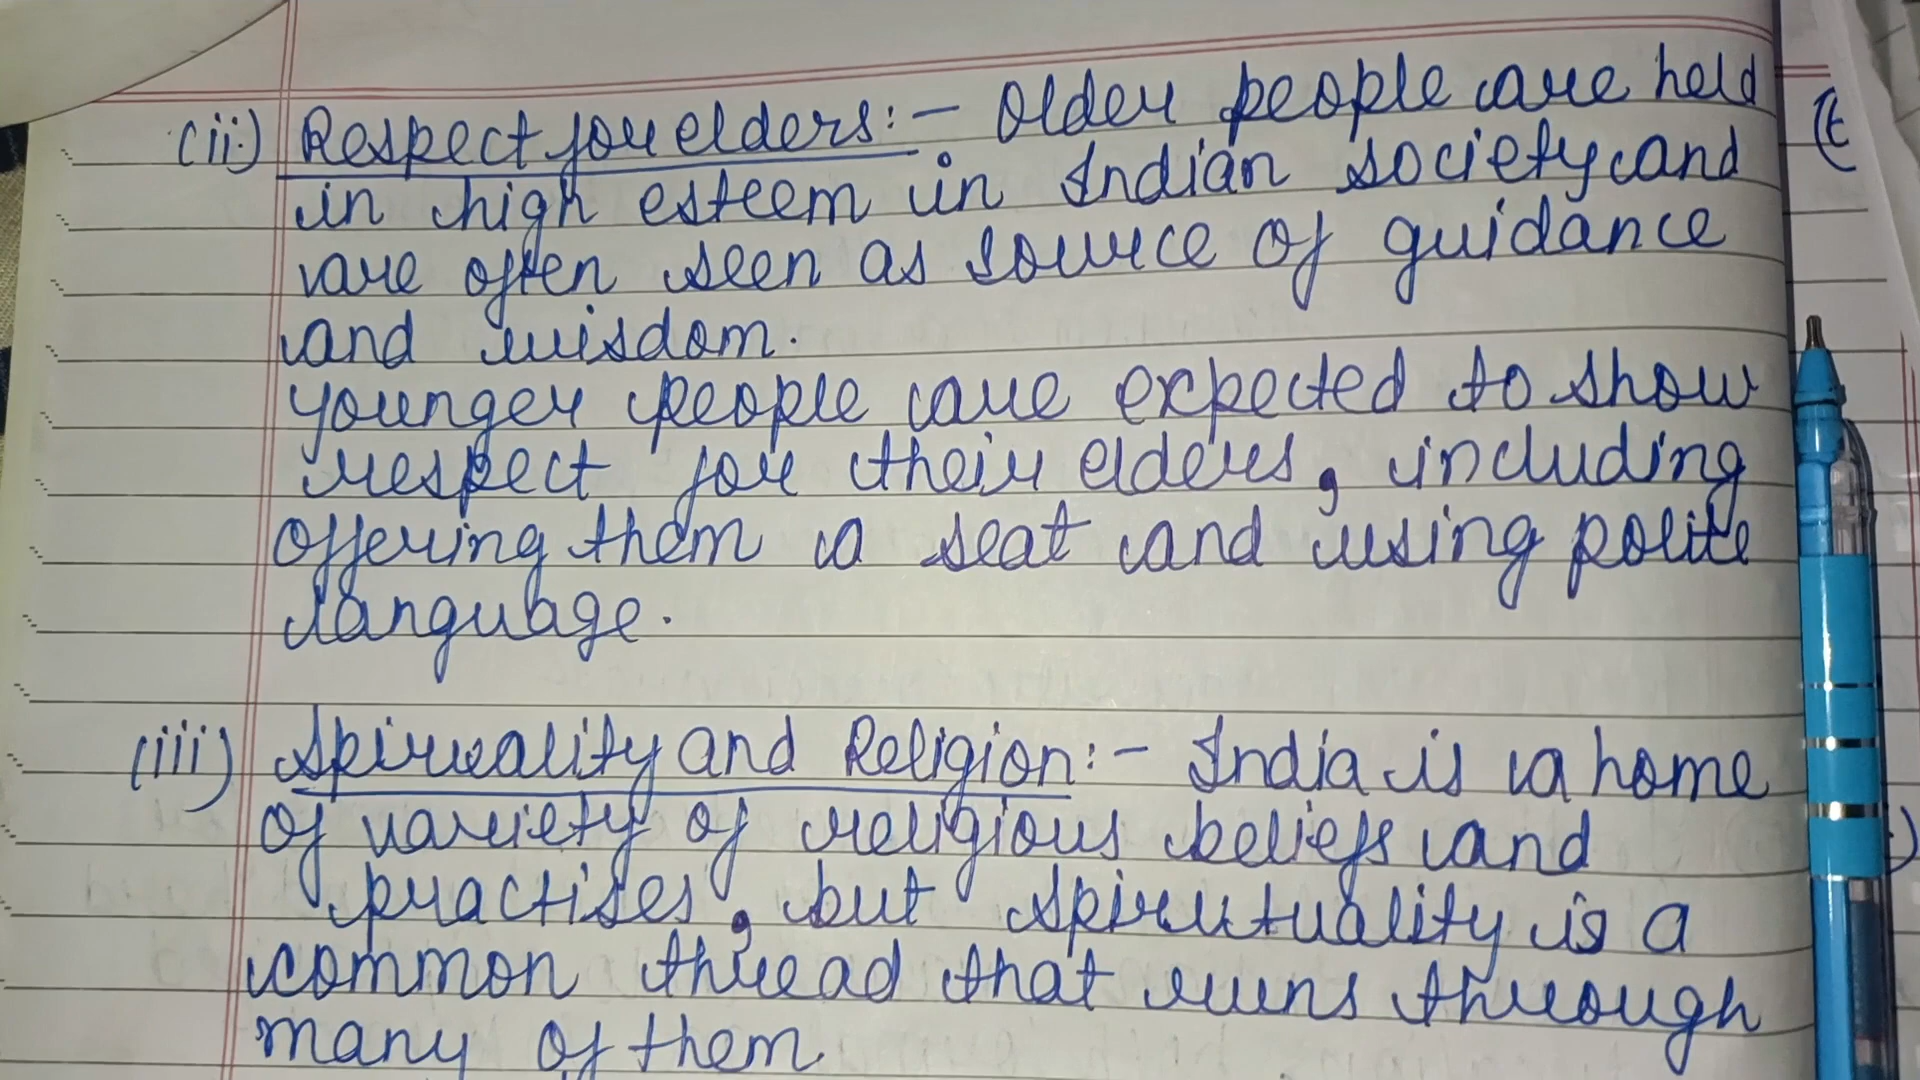 (ii) Respect for elders:- Older people are held
in high esteem in Indian society and
are often seen as source of guidance
and wisdom.
younger people are expected to show
respect for their elders, including
offering them a seat and using polite
language.
(iii) Spiruality and Religion:- India is a home
of variety of religious beliefs and
practises, but spirutuality is a
common thread that runs through
many of them